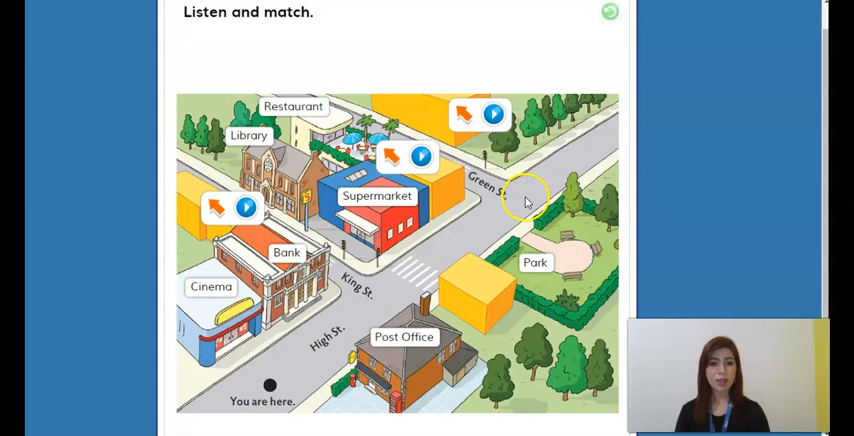 Listen and match.
Restaurant
Library
Green St.
Supermarket
Bank
Park
King St.
Cinema
High St.
Post Office
You are here.